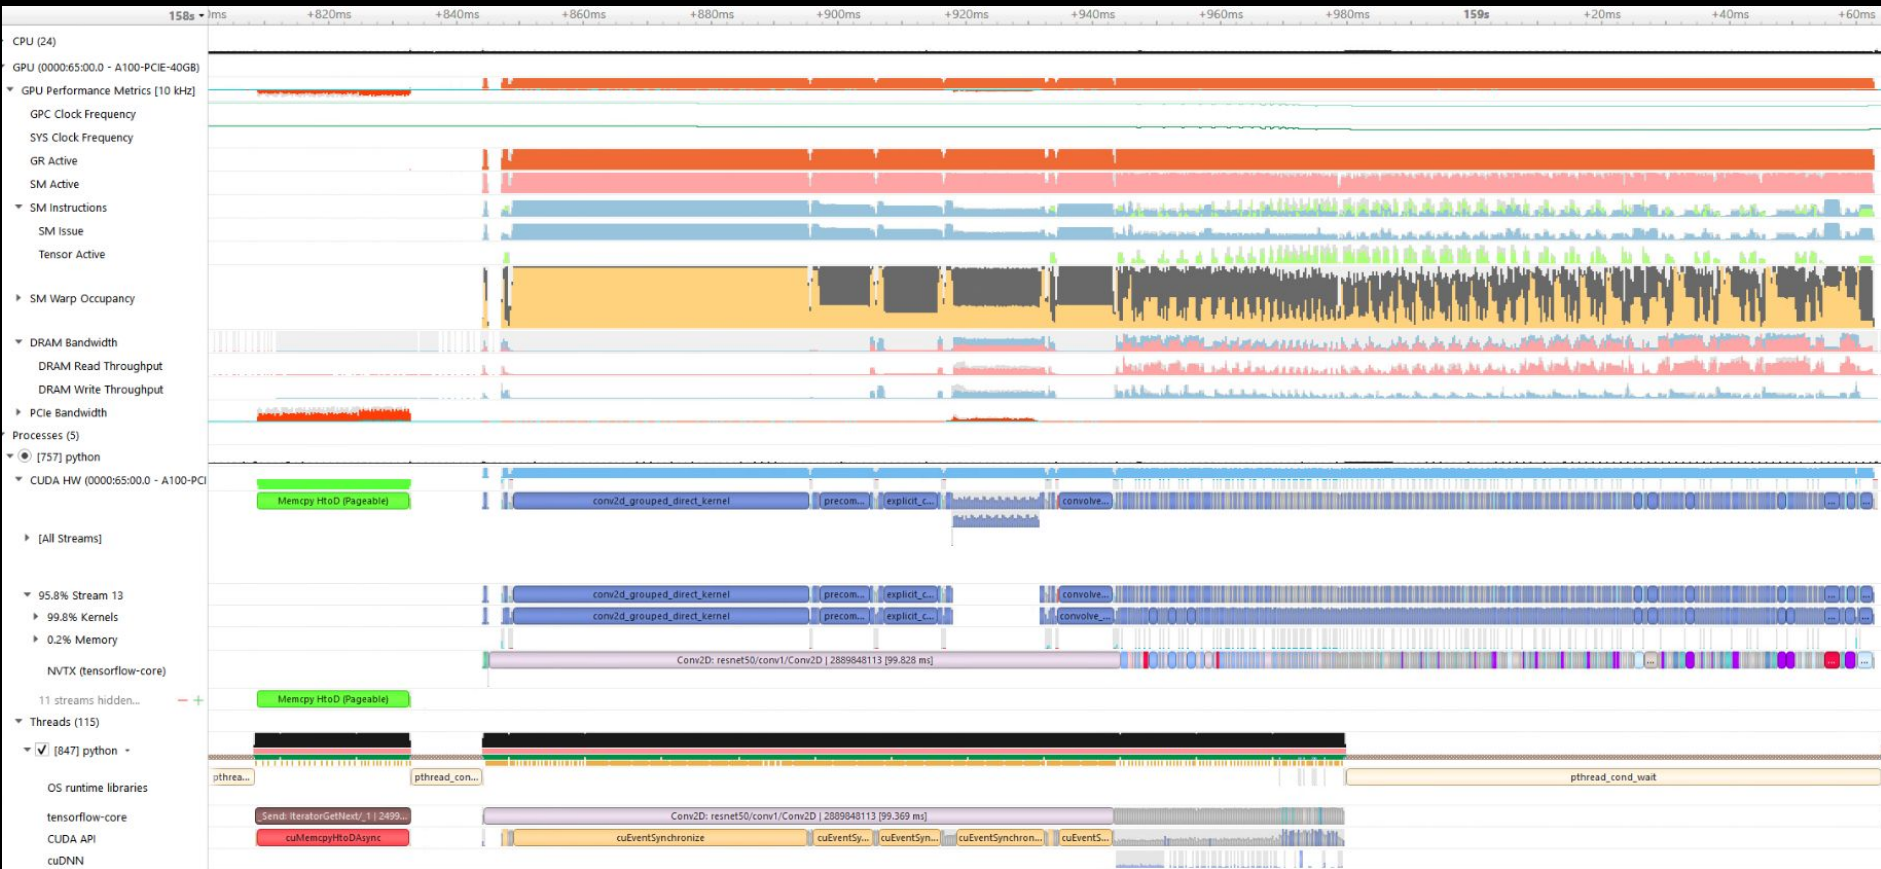 158s ms +820ms +840ms +860ms +880ms +900ms +920ms +940ms +960ms +980ms 159s +20ms +40ms +60ms
CPU (24)
GPU (0000:65:00.0 - A100-PCIE-40GB)
GPU Performance Metrics [10 kHz]
GPC Clock Frequency
SYS Clock Frequency
GR Active
SM Active
SM Instructions
SM Issue
Tensor Active
SM Warp Occupancy
DRAM Bandwidth
DRAM Read Throughput
DRAM Write Throughput
PCIe Bandwidth
Processes (5)
[757] python
CUDA HW (0000:65:00.0 - A100-PCI
Memcpy HtoD (Pageable) conv2d_grouped_direct_kernel precom... explicit_c... convolve...
[All Streams]
95.8% Stream 13 conv2d_grouped_direct_kernel precom... explicit_c... convolve...
99.8% Kernels conv2d_grouped_direct_kernel precom... explicit_c... convolve_...
0.2% Memory
NVTX (tensorflow-core) Conv2D: resnet50/conv1/Conv2D | 2889848113 [99.828 ms]
11 streams hidden... − + Memcpy HtoD (Pageable)
Threads (115)
[847] python
pthrea... pthread_con... pthread_cond_wait
OS runtime libraries
tensorflow-core _Send: IteratorGetNext/_1 | 2499... Conv2D: resnet50/conv1/Conv2D | 2889848113 [99.369 ms]
CUDA API cuMemcpyHtoDAsync cuEventSynchronize cuEventSy... cuEventSyn... cuEventSynchron... cuEventS...
cuDNN